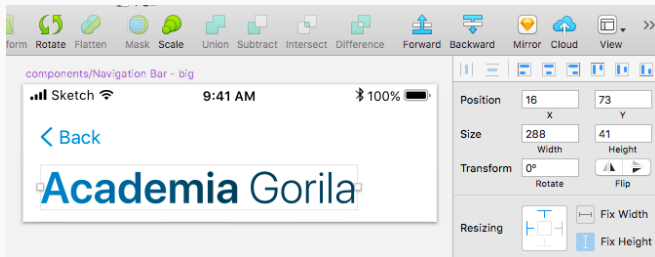 form Rotate Flatten Mask Scale Union Subtract Intersect Difference Forward Backward Mirror Cloud View
components/Navigation Bar - big
Sketch 9:41 AM 100%
Back
Academia Gorila
Position 16 73
X Y
Size 288 41
Width Height
Transform 0°
Rotate Flip
Resizing
Fix Width
Fix Height